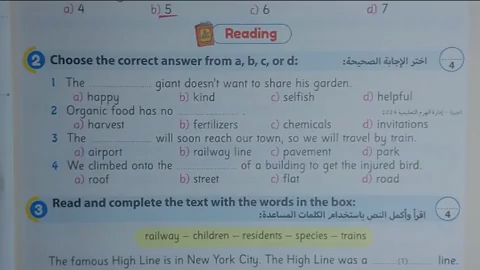 a) 4 b) 5 c) 6 d) 7
Reading
2 Choose the correct answer from a, b, c, or d: اختر الإجابة الصحيحة: 4
1 The ............ giant doesn't want to share his garden.
a) happy b) kind c) selfish d) helpful
2 Organic food has no ............ .
a) harvest b) fertilizers c) chemicals d) invitations
3 The ............ will soon reach our town, so we will travel by train.
a) airport b) railway line c) pavement d) park
4 We climbed onto the ............ of a building to get the injured bird.
a) roof b) street c) flat d) road
3 Read and complete the text with the words in the box:
اقرأ وأكمل النص باستخدام الكلمات المساعدة: 4
railway – children – residents – species – trains
The famous High Line is in New York City. The High Line was a ....(1).... line.